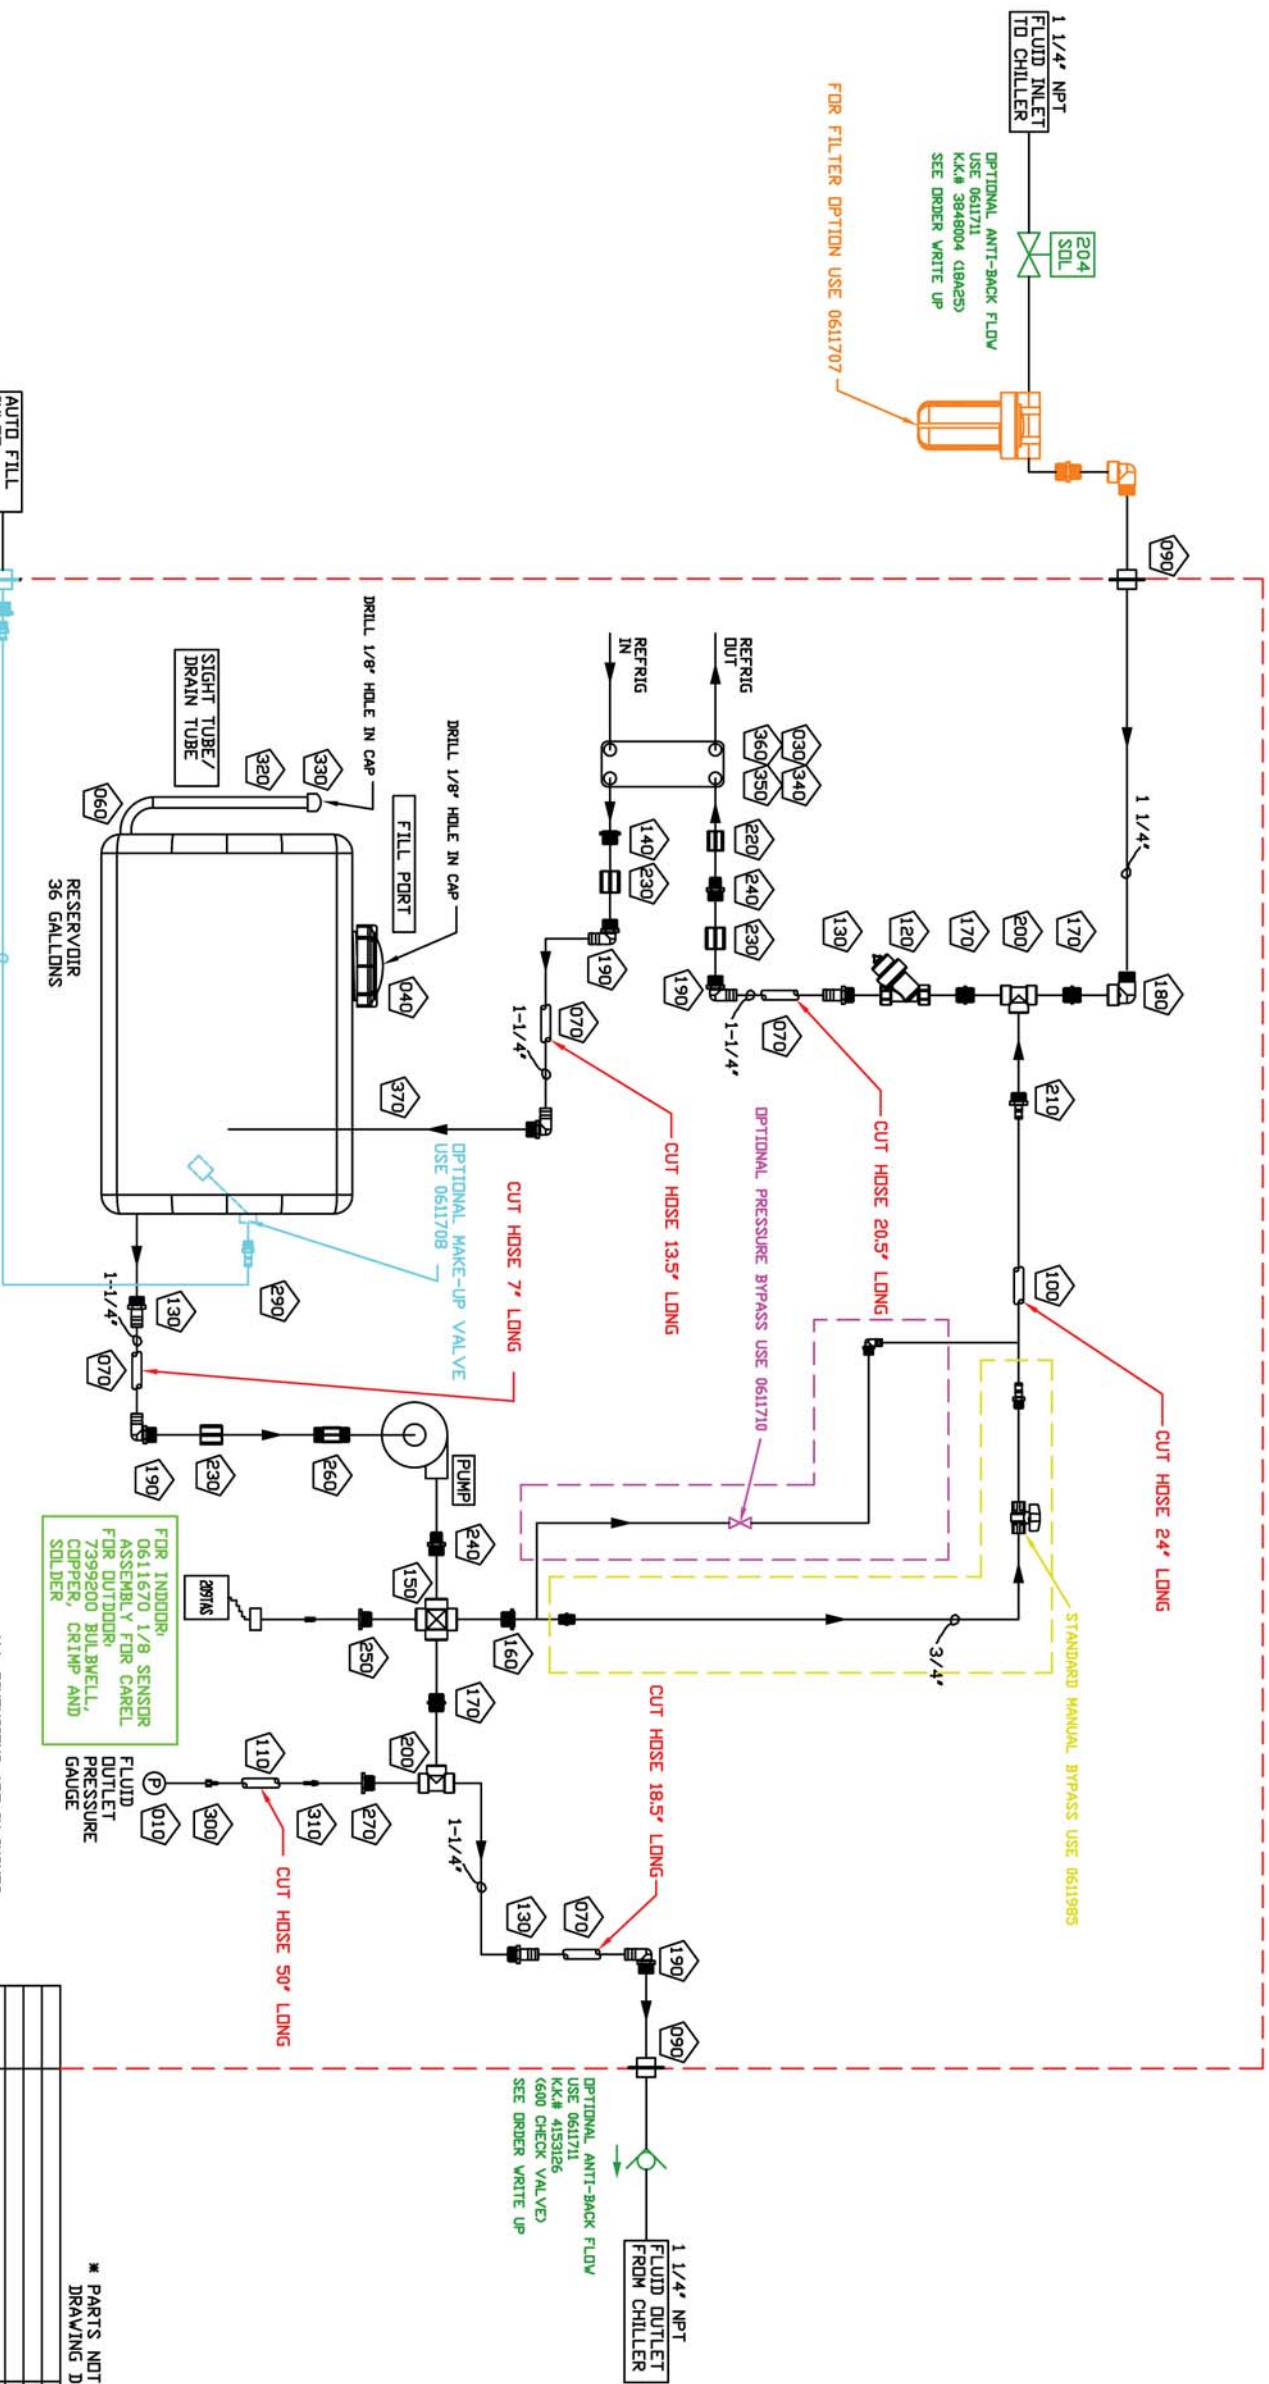 1 1/4" NPT
FLUID INLET
TO CHILLER
204
SOL
OPTIONAL ANTI-BACK FLOW
USE 0611711
K.K.# 3848004 (18A25)
SEE ORDER WRITE UP
FOR FILTER OPTION USE 0611707
090
1 1/4"
180
170
200
170
120
130
210
100
CUT HOSE 24" LONG
STANDARD MANUAL BYPASS USE 0611985
REFRIG
OUT
REFRIG
IN
030
340
360
350
220
240
230
190
1-1/4"
070
CUT HOSE 20.5" LONG
140
230
190
070
1-1/4"
CUT HOSE 13.5" LONG
OPTIONAL PRESSURE BYPASS USE 0611710
3/4"
DRILL 1/8" HOLE IN CAP
DRILL 1/8" HOLE IN CAP
FILL PORT
040
370
SIGHT TUBE/
DRAIN TUBE
320
330
060
RESERVOIR
36 GALLONS
OPTIONAL MAKE-UP VALVE
USE 0611708
290
CUT HOSE 7" LONG
130
1-1/4"
070
190
230
260
PUMP
240
150
160
170
200
250
209TAS
FOR INDOOR:
0611670 1/8 SENSOR
ASSEMBLY FOR CAREL
FOR OUTDOOR:
7399200 BULBWELL,
COPPER, CRIMP AND
SOLDER
FLUID
OUTLET
PRESSURE
GAUGE
P
010
300
110
310
270
CUT HOSE 50" LONG
1-1/4"
130
070
CUT HOSE 18.5" LONG
190
090
OPTIONAL ANTI-BACK FLOW
USE 0611711
K.K.# 4153126
(600 CHECK VALVE)
SEE ORDER WRITE UP
1 1/4" NPT
FLUID OUTLET
FROM CHILLER
AUTO FILL
* PARTS NOT
DRAWING D